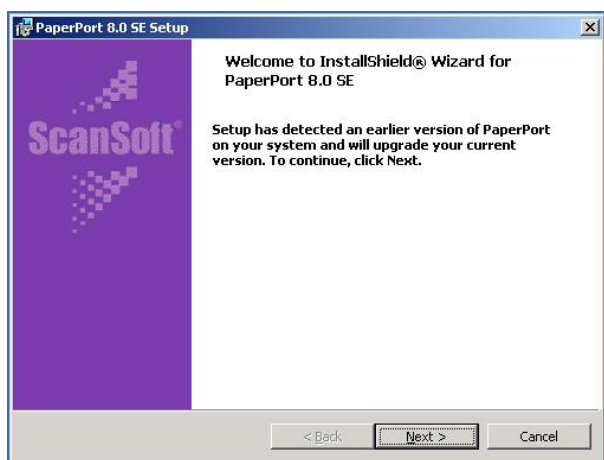 PaperPort 8.0 SE Setup
Welcome to InstallShield® Wizard for
PaperPort 8.0 SE
ScanSoft®
Setup has detected an earlier version of PaperPort
on your system and will upgrade your current
version. To continue, click Next.
< Back Next > Cancel